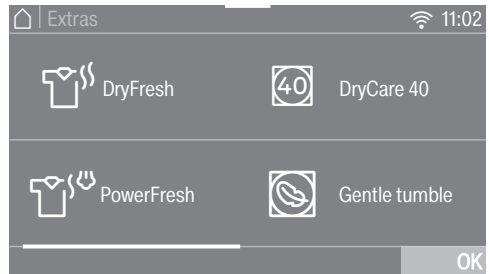 Extras 11:02
DryFresh
40 DryCare 40
PowerFresh
Gentle tumble
OK